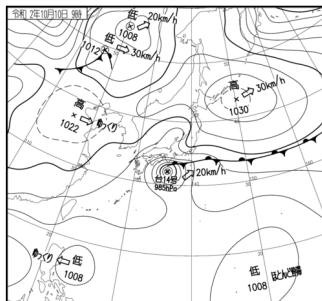 令和 2年10月10日 9時
低
20km/h
1008
低
1012
30km/h
高
30km/h
1030
高
ゆっくり
1022
20km/h
台14号
985hPa
ゆっくり
低
1008
低
ほとんど停滞
1008